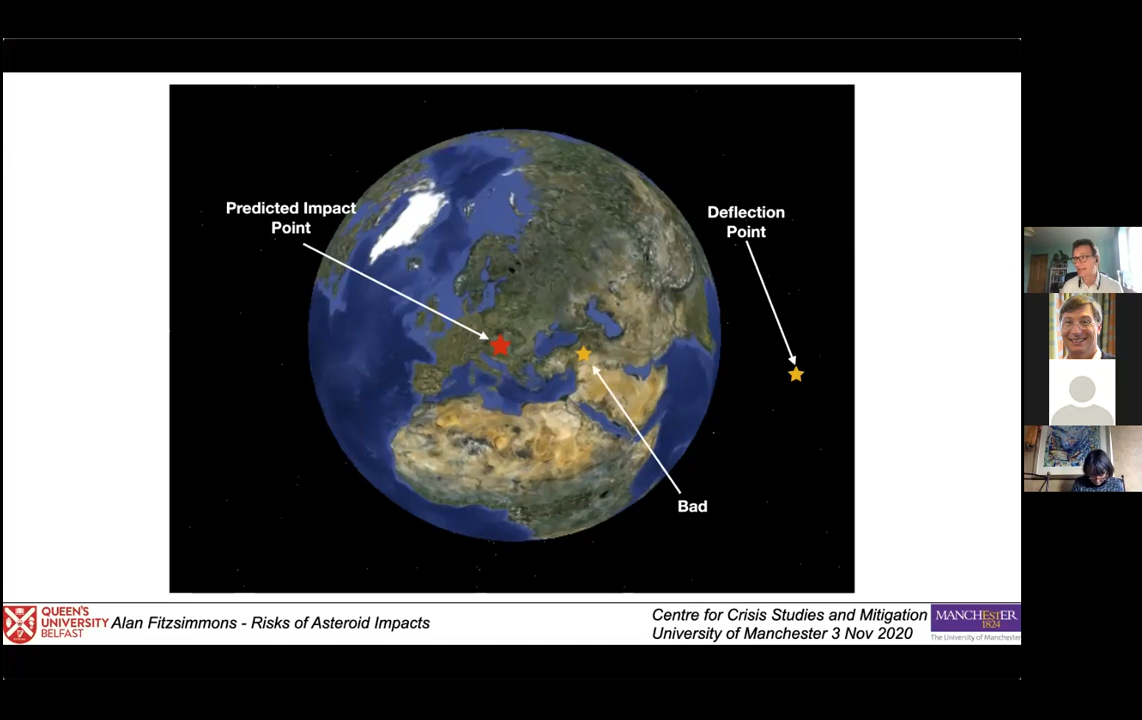 Predicted Impact
Point
Deflection
Point
Bad
QUEEN'S
UNIVERSITY
BELFAST
Alan Fitzsimmons - Risks of Asteroid Impacts
Centre for Crisis Studies and Mitigation
University of Manchester 3 Nov 2020
MANCHESTER
1824
The University of Manchester